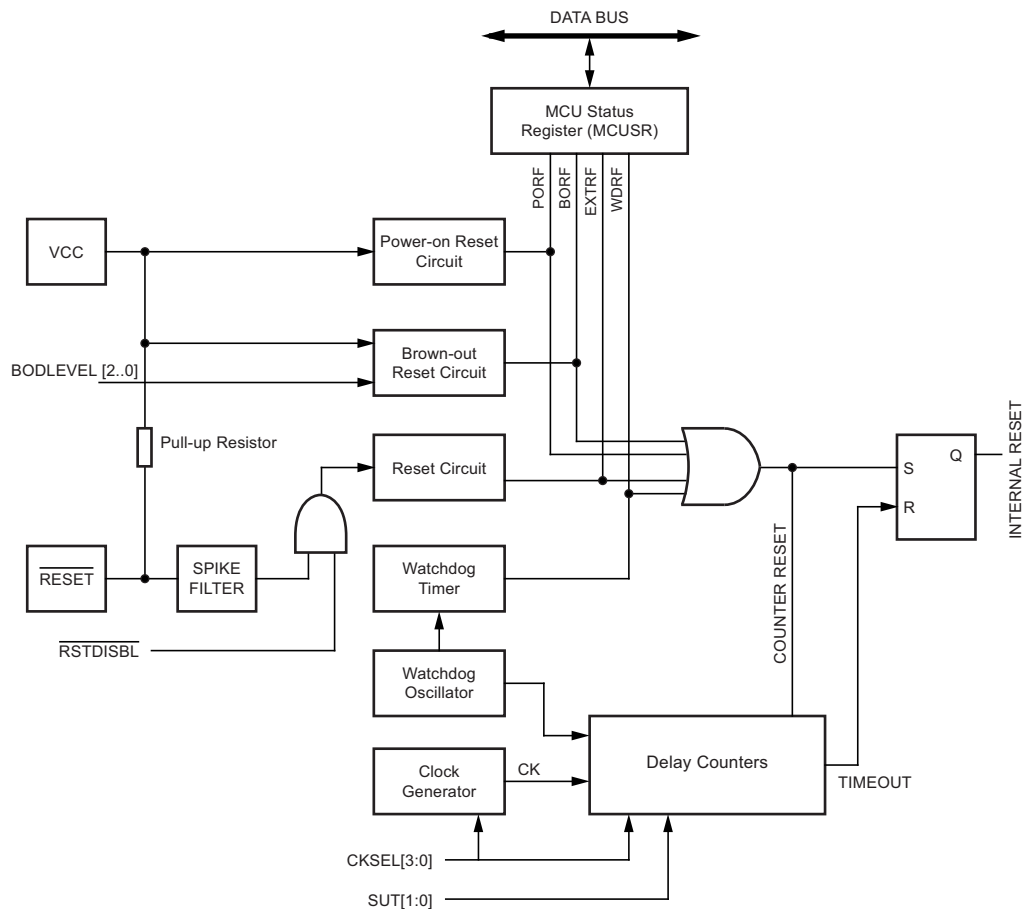 DATA BUS
MCU Status
Register (MCUSR)
PORF
BORF
EXTRF
WDRF
VCC
Power-on Reset
Circuit
BODLEVEL [2..0]
Brown-out
Reset Circuit
Pull-up Resistor
Reset Circuit
S
Q
R
INTERNAL RESET
RESET
SPIKE
FILTER
Watchdog
Timer
COUNTER RESET
RSTDISBL
Watchdog
Oscillator
Clock
Generator
CK
Delay Counters
TIMEOUT
CKSEL[3:0]
SUT[1:0]